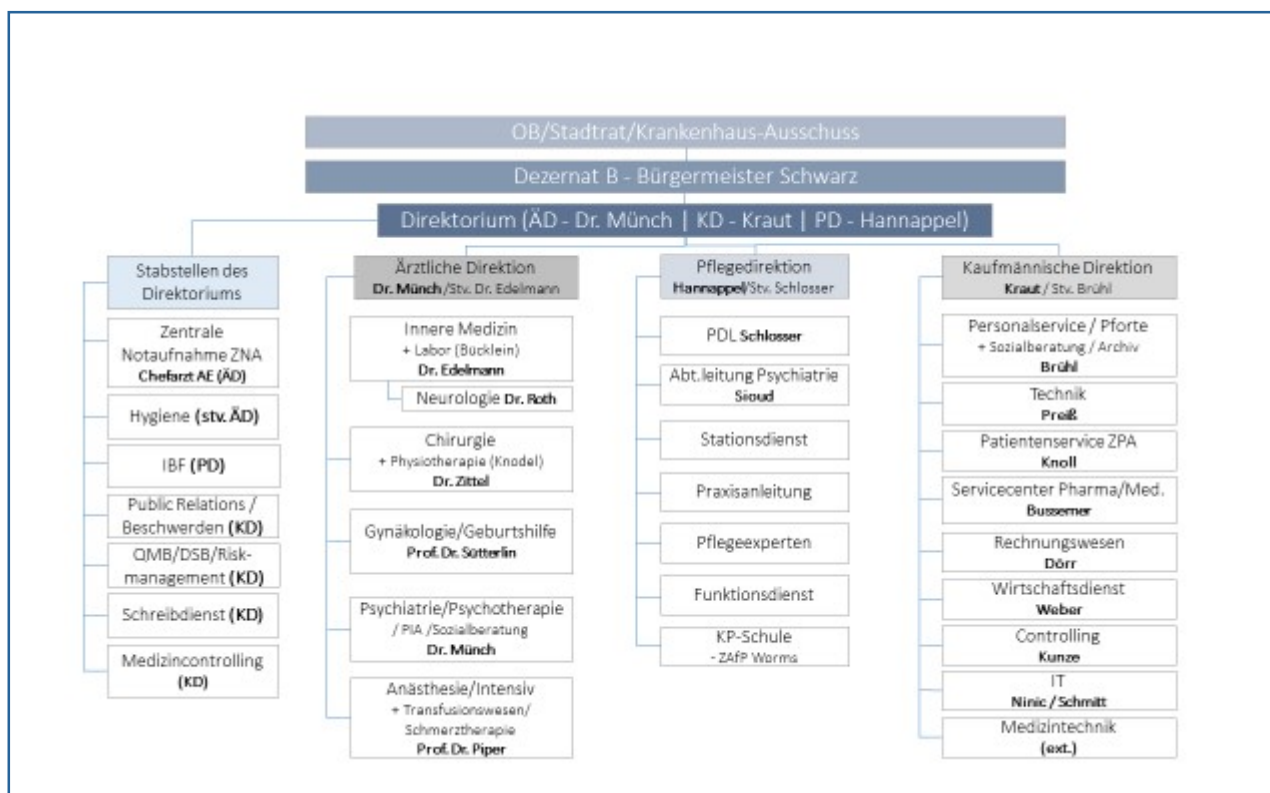 OB/Stadtrat/Krankenhaus-Ausschuss
Dezernat B - Bürgermeister Schwarz
Direktorium (ÄD - Dr. Münch | KD - Kraut | PD - Hannappel)
Stabstellen des
Direktoriums
Zentrale
Notaufnahme ZNA
Chefarzt AE (ÄD)
Hygiene (stv. ÄD)
IBF (PD)
Public Relations /
Beschwerden (KD)
QMB/DSB/Risk-
management (KD)
Schreibdienst (KD)
Medizincontrolling
(KD)
Ärztliche Direktion
Dr. Münch /Stv. Dr. Edelmann
Innere Medizin
+ Labor (Bücklein)
Dr. Edelmann
Neurologie Dr. Roth
Chirurgie
+ Physiotherapie (Knodel)
Dr. Zittel
Gynäkologie/Geburtshilfe
Prof. Dr. Sütterlin
Psychiatrie/Psychotherapie
/ PIA /Sozialberatung
Dr. Münch
Anästhesie/Intensiv
+ Transfusionswesen/
Schmerztherapie
Prof. Dr. Piper
Pflegedirektion
Hannappel/Stv. Schlosser
PDL Schlosser
Abt.leitung Psychiatrie
Sioud
Stationsdienst
Praxisanleitung
Pflegeexperten
Funktionsdienst
KP-Schule
- ZAfP Worms
Kaufmännische Direktion
Kraut / Stv. Brühl
Personalservice / Pforte
+ Sozialberatung / Archiv
Brühl
Technik
Preiß
Patientenservice ZPA
Knoll
Servicecenter Pharma/Med.
Bussemer
Rechnungswesen
Dörr
Wirtschaftsdienst
Weber
Controlling
Kunze
IT
Ninic / Schmitt
Medizintechnik
(ext.)